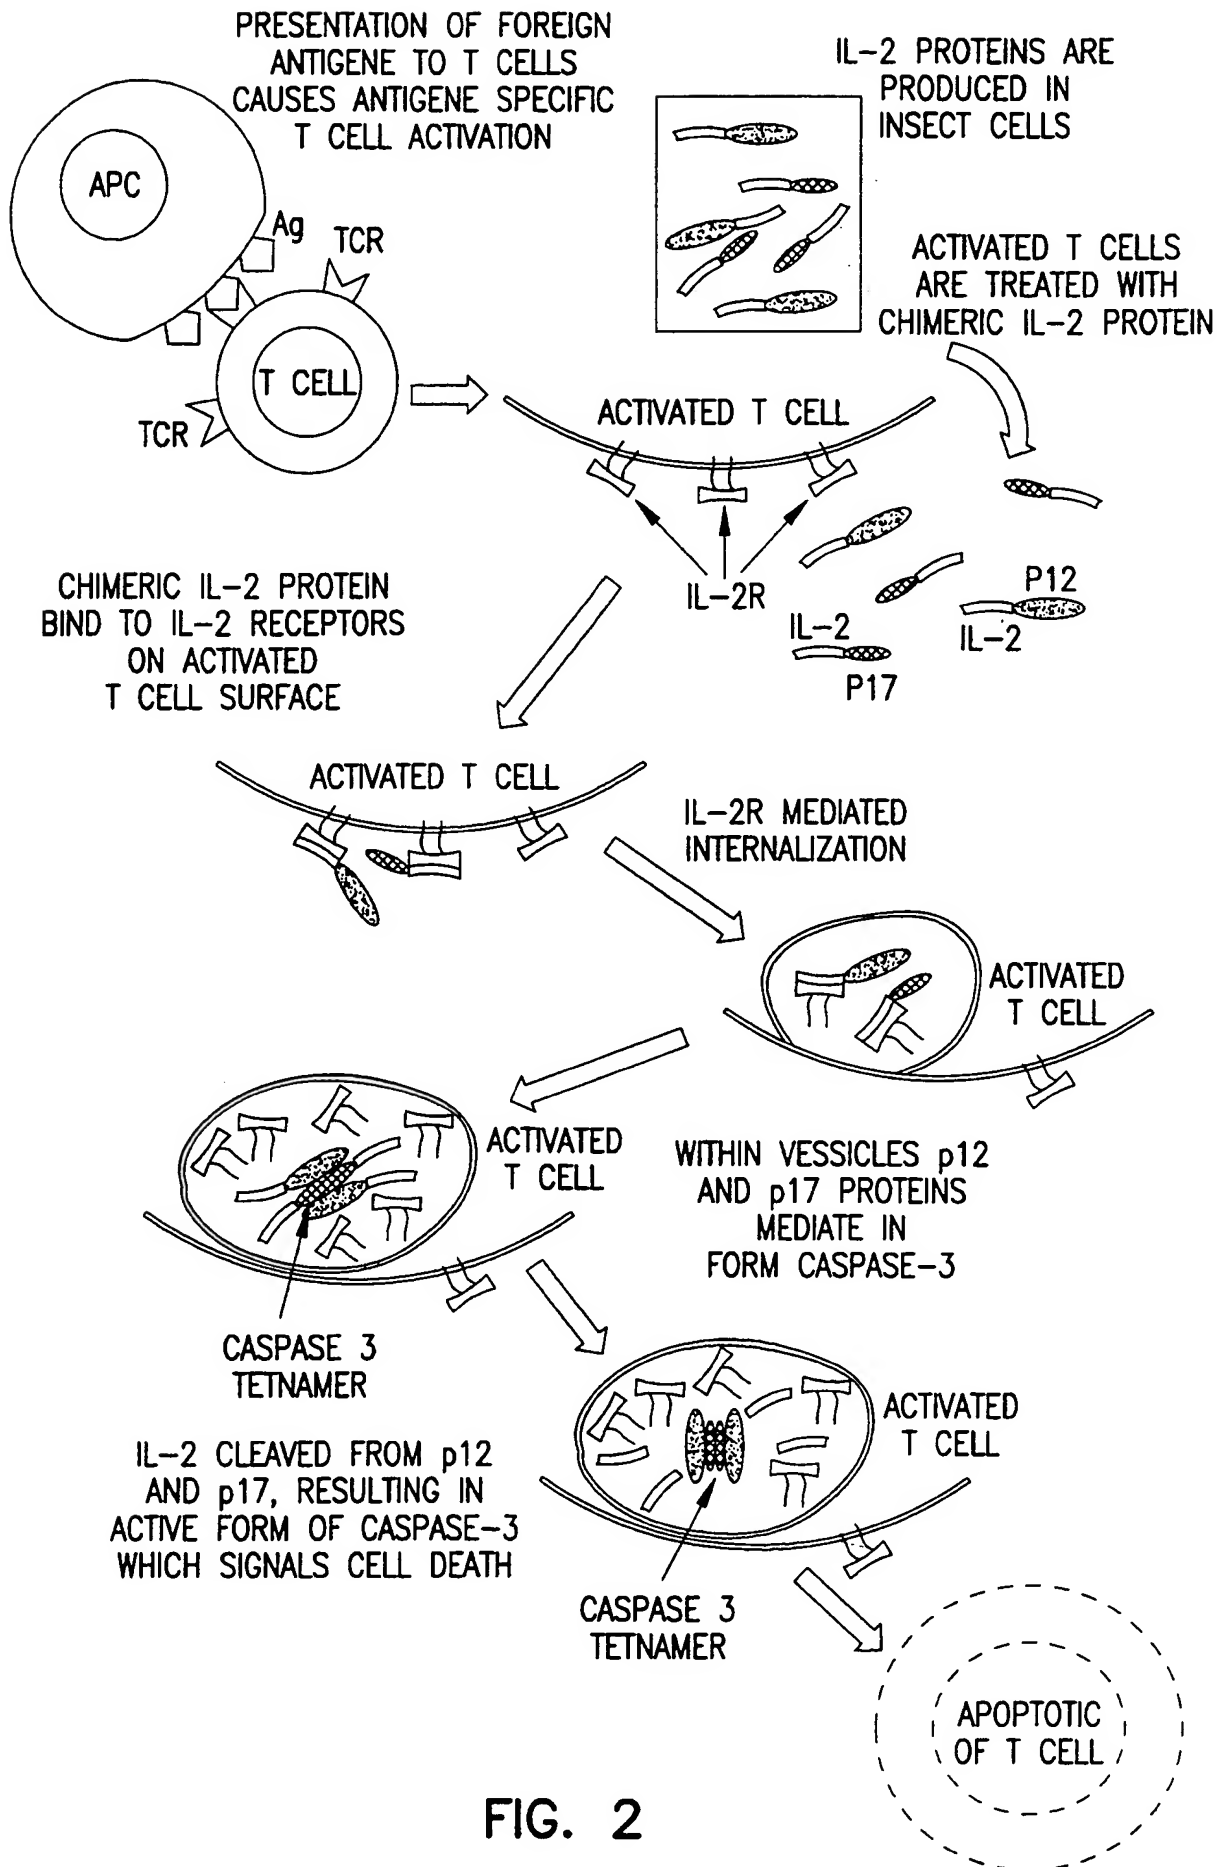 PRESENTATION OF FOREIGN
ANTIGENE TO T CELLS
CAUSES ANTIGENE SPECIFIC
T CELL ACTIVATION
IL-2 PROTEINS ARE
PRODUCED IN
INSECT CELLS
APC
Ag
TCR
ACTIVATED T CELLS
ARE TREATED WITH
CHIMERIC IL-2 PROTEIN
T CELL
TCR
ACTIVATED T CELL
IL-2R
CHIMERIC IL-2 PROTEIN
BIND TO IL-2 RECEPTORS
ON ACTIVATED
T CELL SURFACE
P12
IL-2
IL-2
P17
ACTIVATED T CELL
IL-2R MEDIATED
INTERNALIZATION
ACTIVATED
T CELL
ACTIVATED
T CELL
WITHIN VESSICLES p12
AND p17 PROTEINS
MEDIATE IN
FORM CASPASE-3
CASPASE 3
TETNAMER
IL-2 CLEAVED FROM p12
AND p17, RESULTING IN
ACTIVE FORM OF CASPASE-3
WHICH SIGNALS CELL DEATH
ACTIVATED
T CELL
CASPASE 3
TETNAMER
APOPTOTIC
OF T CELL
FIG. 2